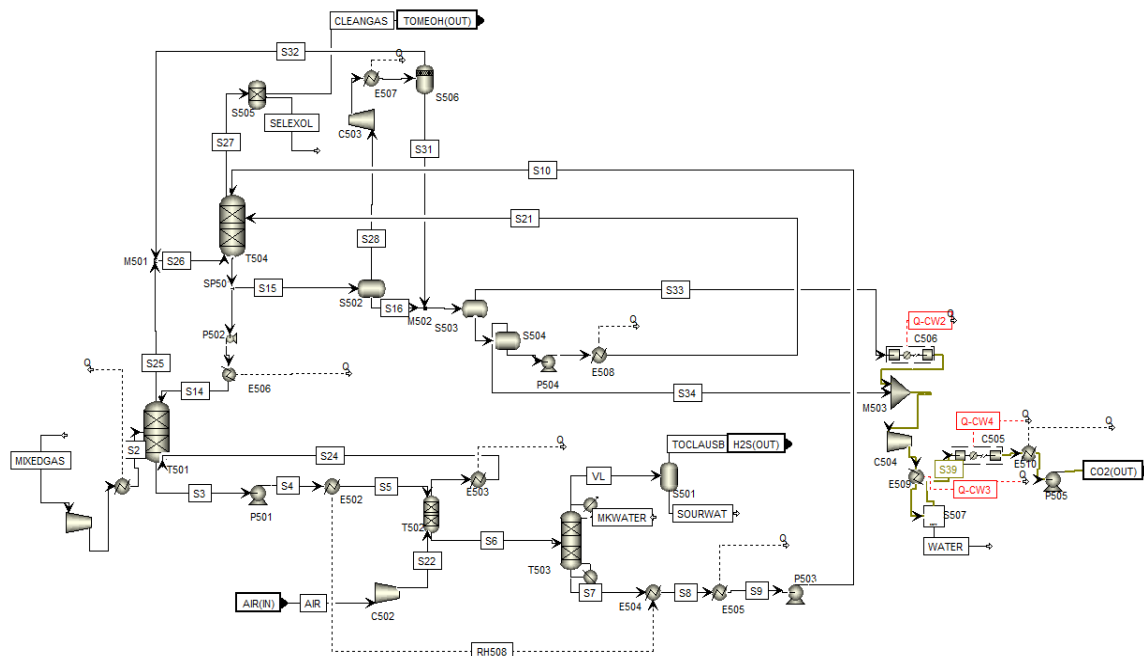 CLEANGAS TOMEOH(OUT)
S32
Q
E507
S506
S505
C503
SELEXOL
S27
S31
S10
S21
M501
S26
T504
S28
SP50
S15
S502
S16
M502
S503
S33
Q-CW2
C506
P502
S504
Q
S25
Q
E506
P504
E508
S14
S34
M503
Q
MIXEDGAS
S2
T501
S24
Q
TOCLAUSB H2S(OUT)
Q-CW4
C505
Q
C504
S39
E510
CO2(OUT)
S3
S4
S5
E503
VL
S501
E509
Q-CW3
Q
P505
P501
E502
T502
MKWATER
SOURWAT
S507
S6
Q
WATER
S22
T503
P503
S7
S8
S9
AIR(IN) AIR
C502
E504
E505
RH508